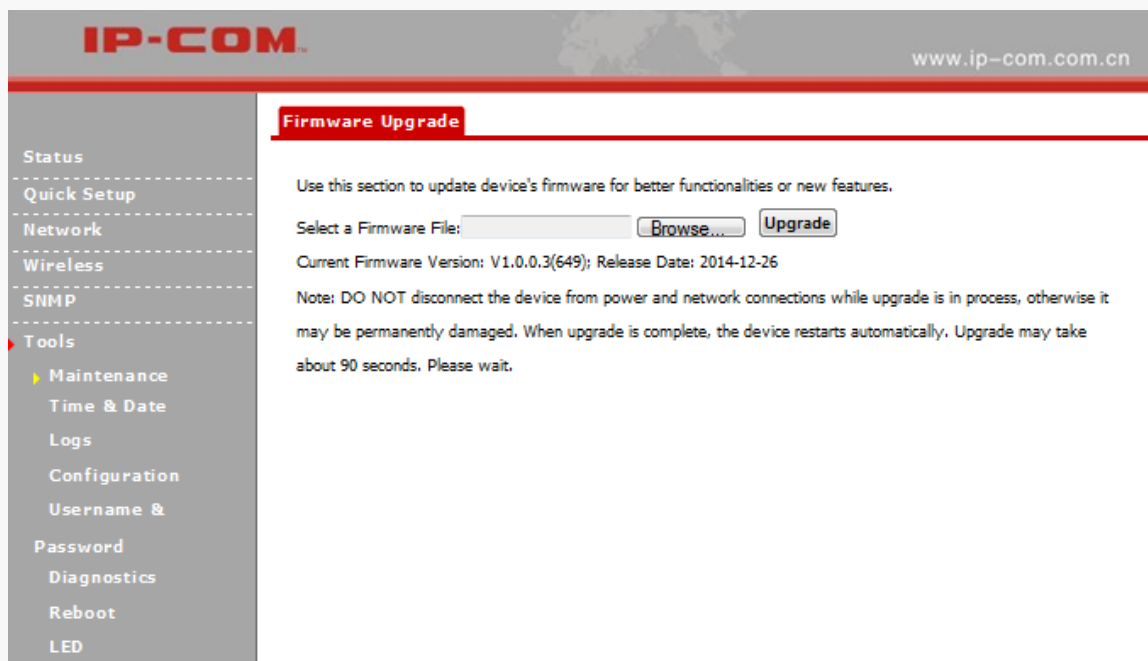 IP-COM
www.ip-com.com.cn
Firmware Upgrade
Status
Quick Setup
Network
Wireless
SNMP
Tools
Maintenance
Time & Date
Logs
Configuration
Username &
Password
Diagnostics
Reboot
LED
Use this section to update device's firmware for better functionalities or new features.
Select a Firmware File: Browse... Upgrade
Current Firmware Version: V1.0.0.3(649); Release Date: 2014-12-26
Note: DO NOT disconnect the device from power and network connections while upgrade is in process, otherwise it
may be permanently damaged. When upgrade is complete, the device restarts automatically. Upgrade may take
about 90 seconds. Please wait.